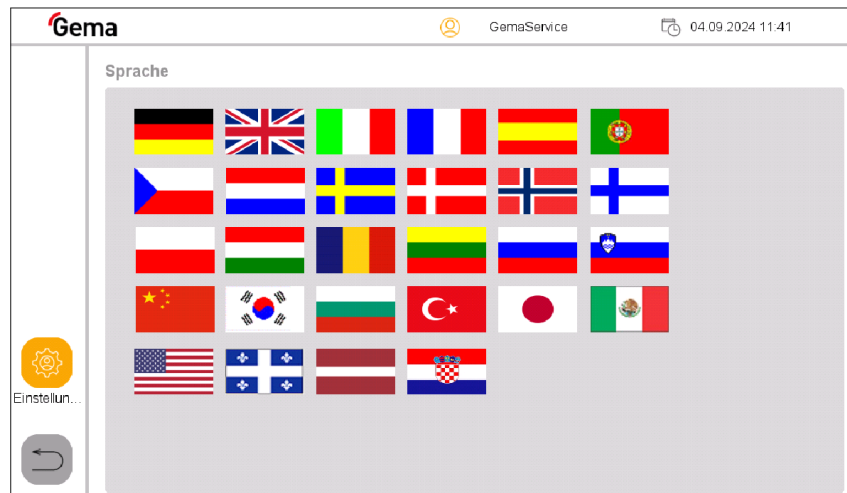 Gema
GemaService
04.09.2024 11:41
Sprache
Einstellun...